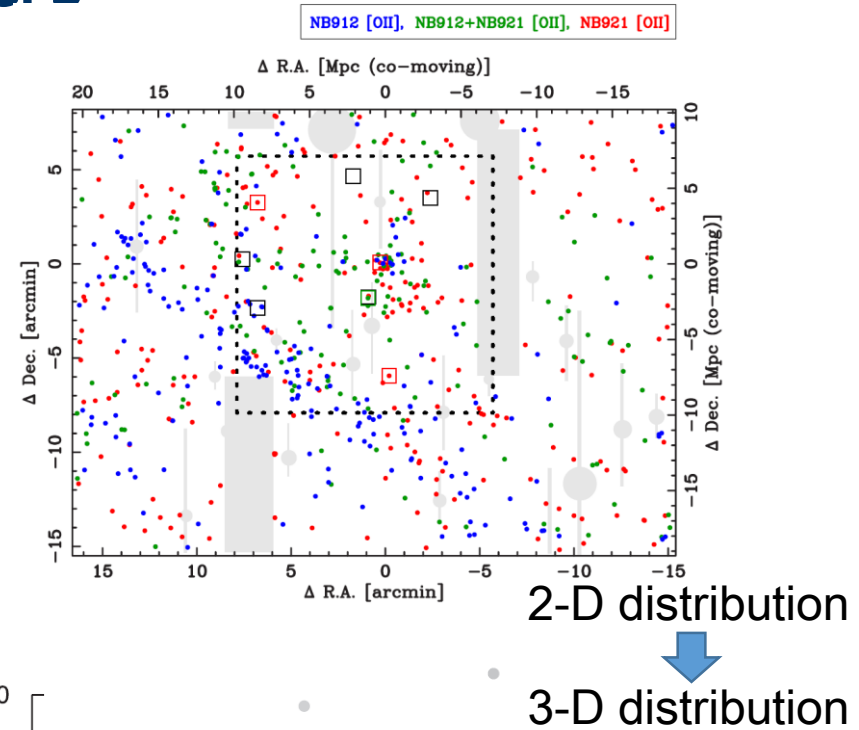 NB912 [OII], NB912+NB921 [OII], NB921 [OII]
Δ R.A. [Mpc (co-moving)]
20 15 10 5 0 −5 −10 −15
10
5
0
−5
−10
−15
Δ Dec. [Mpc (co-moving)]
5
0
−5
−10
−15
Δ Dec. [arcmin]
15 10 5 0 −5 −10 −15
Δ R.A. [arcmin]
2-D distribution
3-D distribution
0